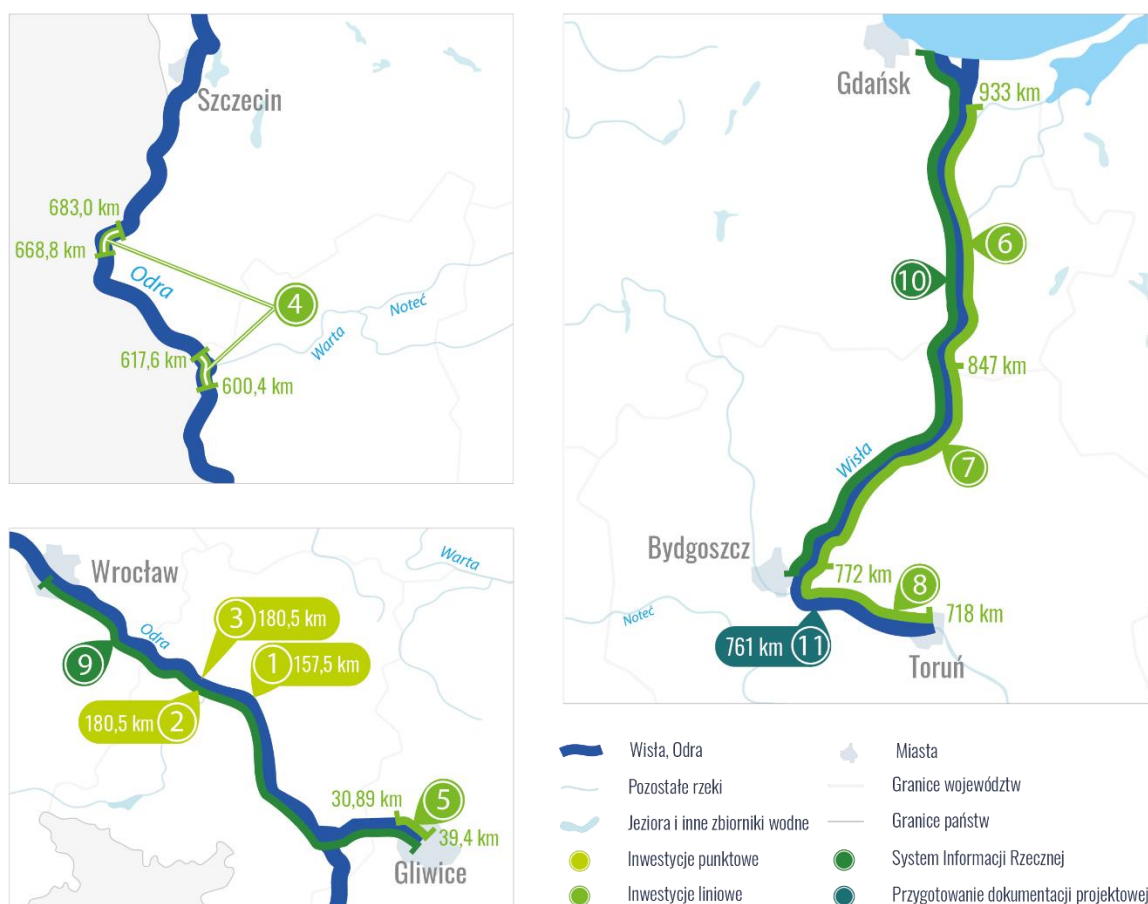 Szczecin
683,0 km
668,8 km
Odra
4
Noteć
Warta
617,6 km
600,4 km
Wrocław
Warta
Odra
3 180,5 km
1 157,5 km
9
180,5 km 2
30,89 km
5
39,4 km
Gliwice
Gdańsk
933 km
6
10
847 km
7
Wisła
Bydgoszcz
772 km
8
718 km
Noteć
761 km 11
Toruń
Wisła, Odra
Pozostałe rzeki
Jeziora i inne zbiorniki wodne
Inwestycje punktowe
Inwestycje liniowe
Miasta
Granice województw
Granice państw
System Informacji Rzecznej
Przygotowanie dokumentacji projektowej